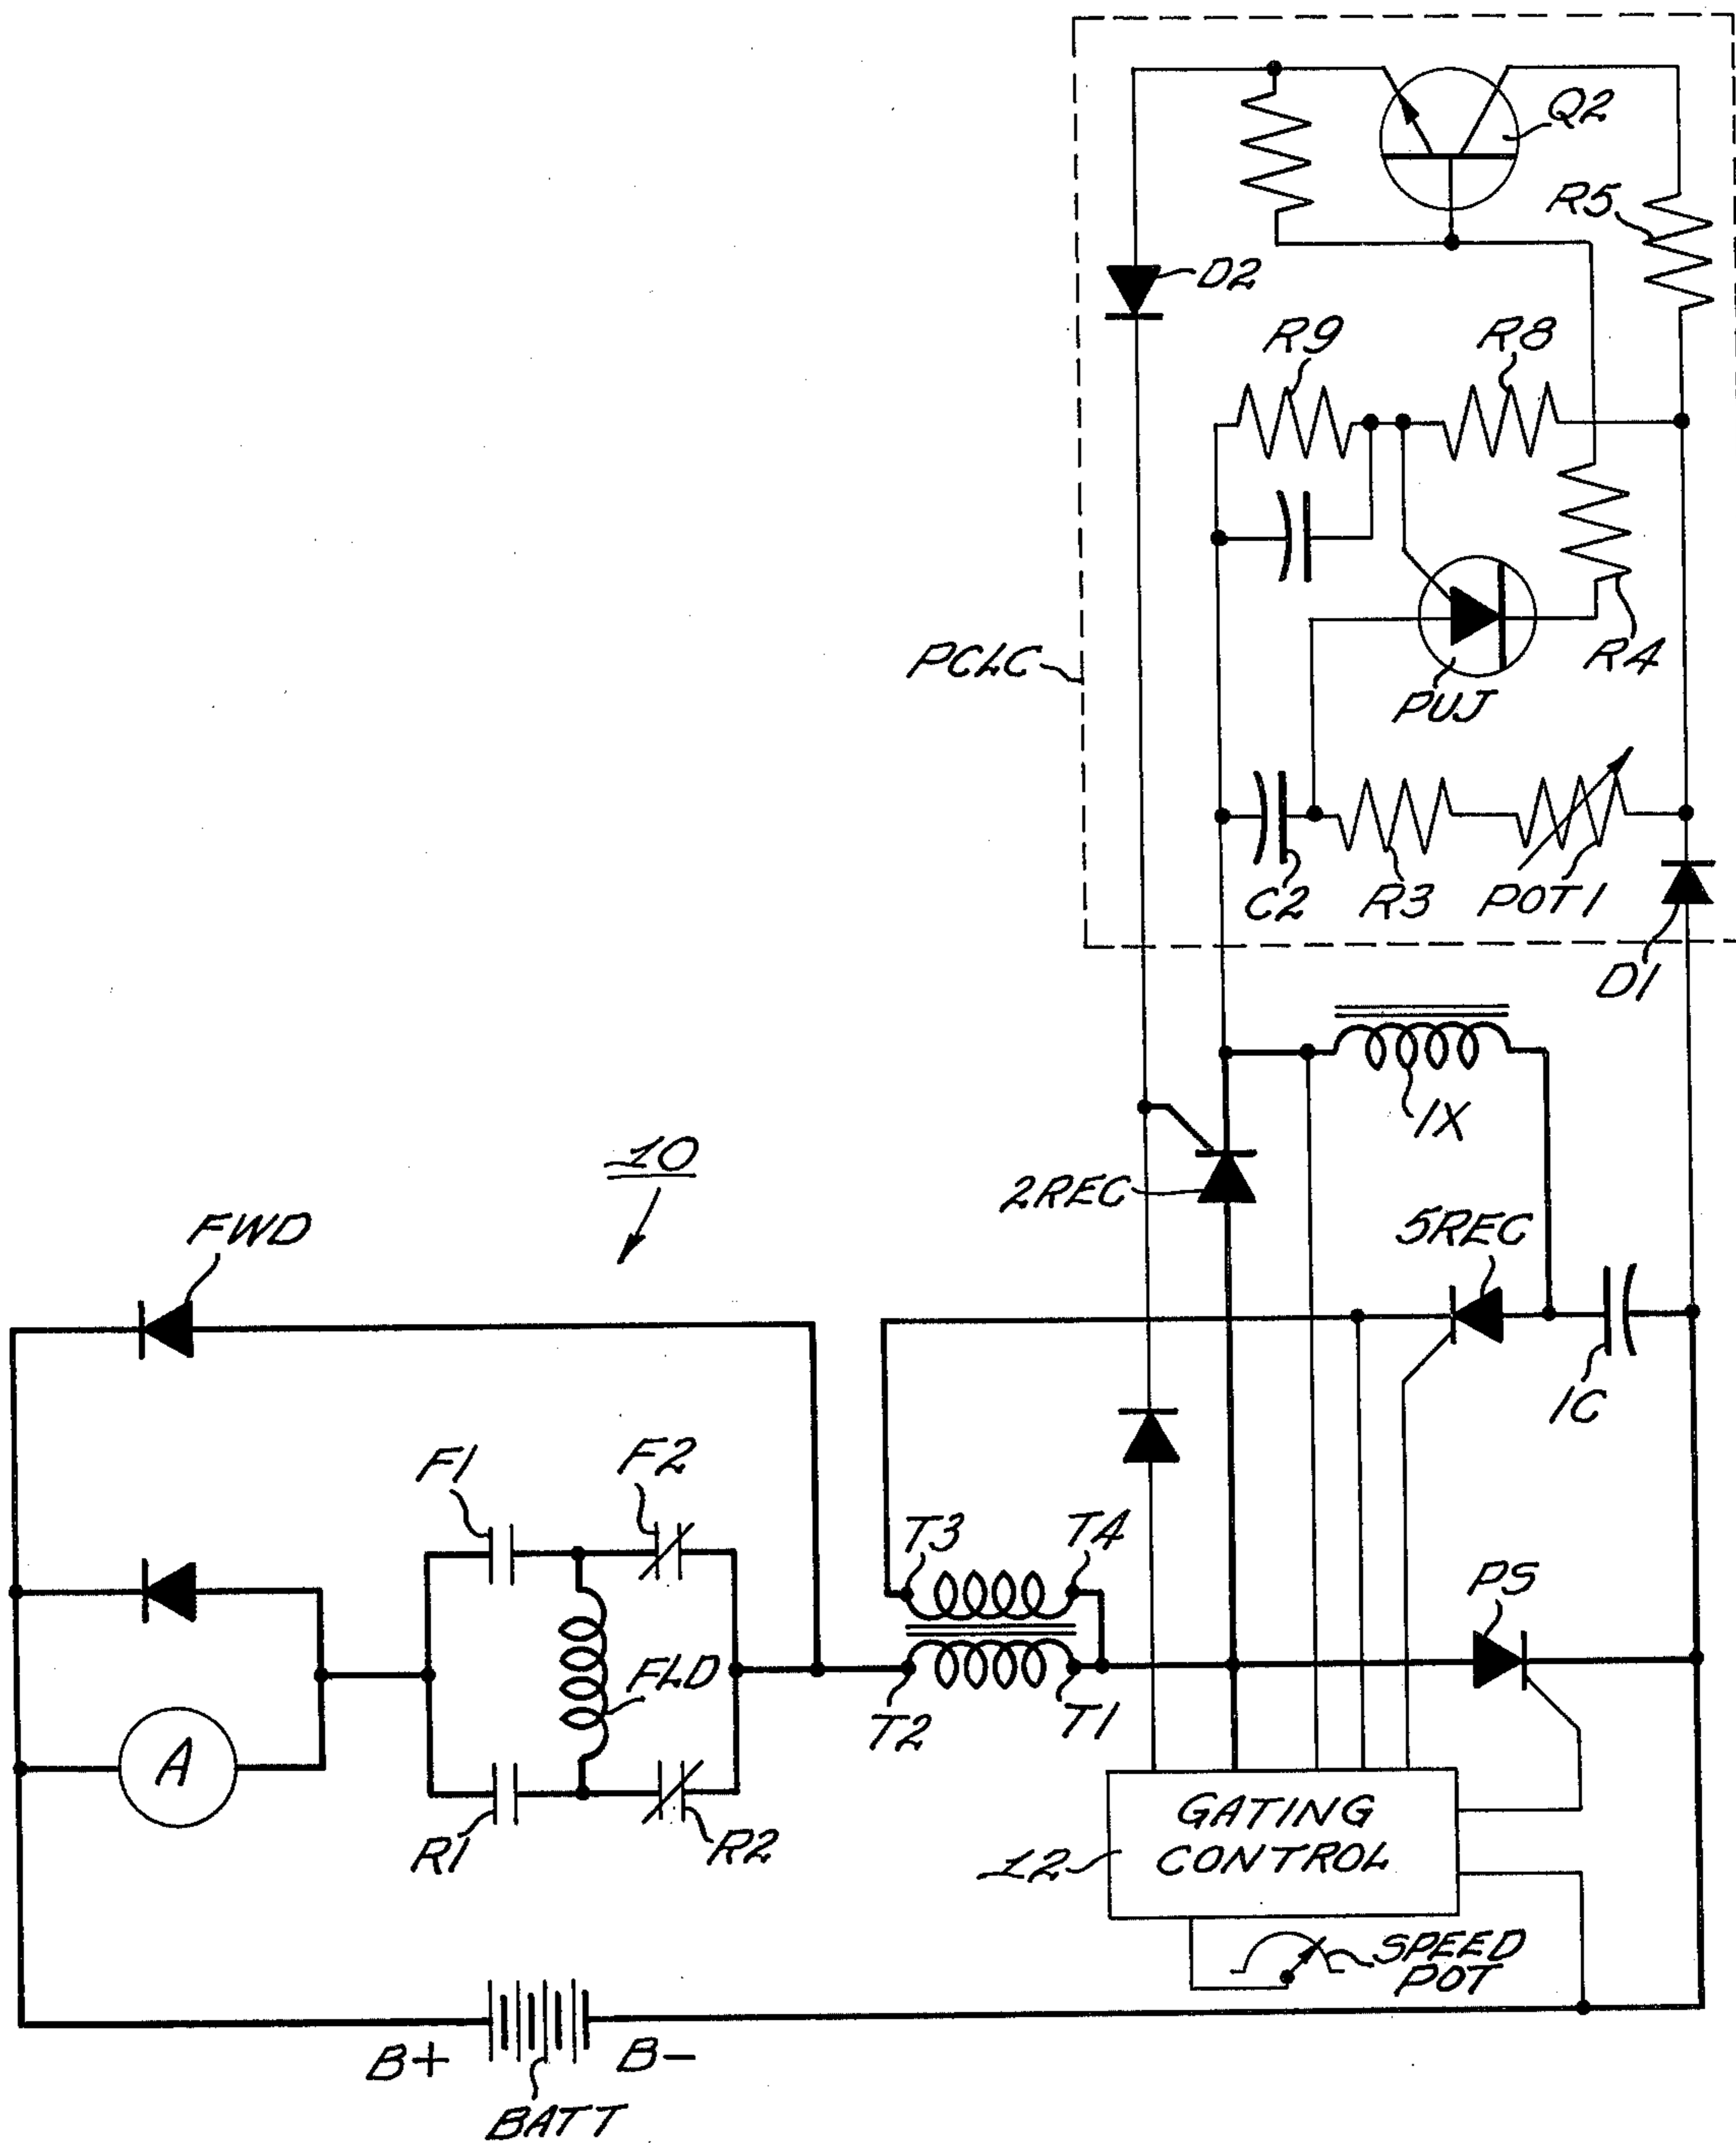 Q2
R5
D2
R9
R8
PCLC
R4
PUJ
C2
R3
POT1
D1
1X
10
2REC
5REC
FWD
1C
F1
F2
T3
T4
PS
FLD
T2
T1
A
R1
R2
12
GATING
CONTROL
SPEED
POT
B+
B-
BATT